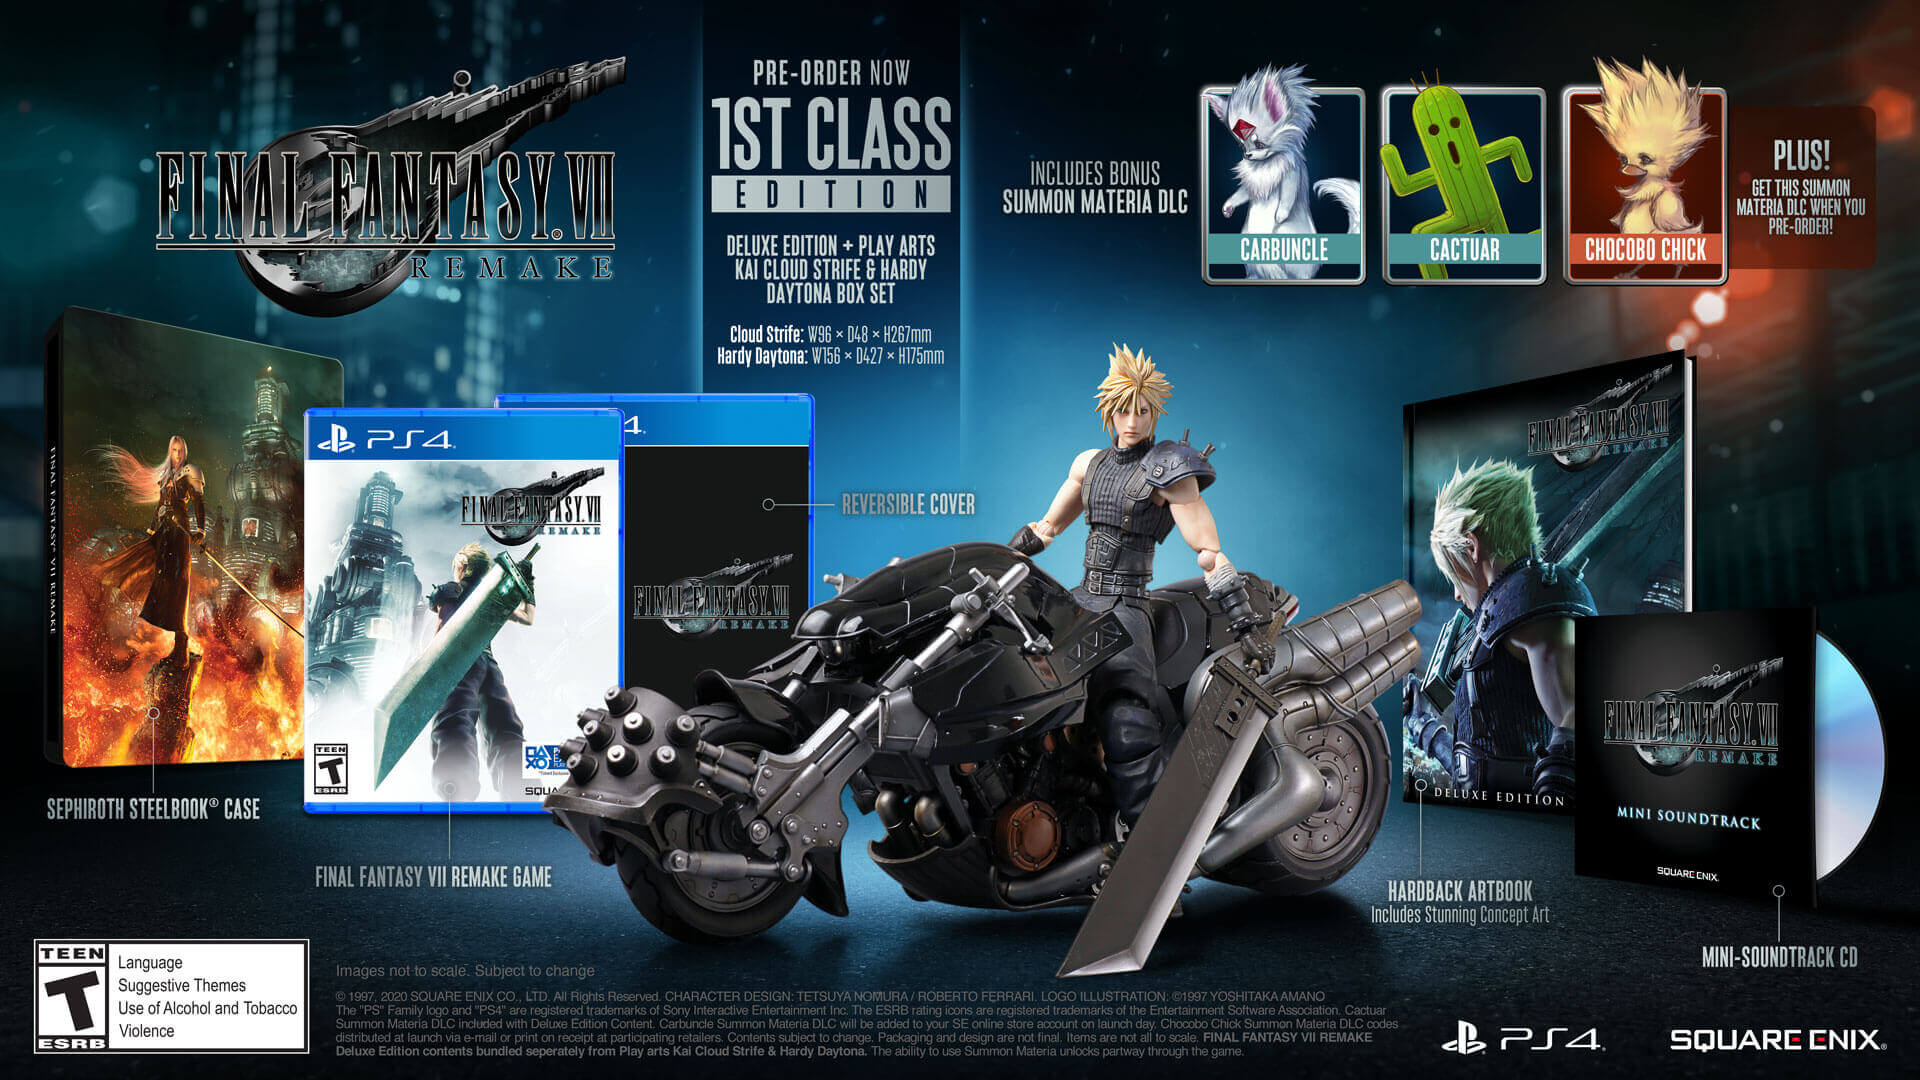 FINAL FANTASY. VII
REMAKE
PRE-ORDER NOW
1ST CLASS
EDITION
DELUXE EDITION + PLAY ARTS
KAI CLOUD STRIFE & HARDY
DAYTONA BOX SET
Cloud Strife: W96 × D48 × H267mm
Hardy Daytona: W156 × D427 × H175mm
INCLUDES BONUS
SUMMON MATERIA DLC
CARBUNCLE
CACTUAR
CHOCOBO CHICK
PLUS!
GET THIS SUMMON
MATERIA DLC WHEN YOU
PRE-ORDER!
FINAL FANTASY® VII REMAKE
SEPHIROTH STEELBOOK® CASE
PS4
FINAL FANTASY. VII
REMAKE
TEEN
T
ESRB
SQUA
FINAL FANTASY VII REMAKE GAME
4.
FINAL FANTASY. VII
REMAKE
REVERSIBLE COVER
FINAL FANTASY. VII
REMAKE
DELUXE EDITION
HARDBACK ARTBOOK
Includes Stunning Concept Art
FINAL FANTASY. VII
REMAKE
MINI SOUNDTRACK
SQUARE ENIX.
MINI-SOUNDTRACK CD
TEEN
T
ESRB
Language
Suggestive Themes
Use of Alcohol and Tobacco
Violence
Images not to scale. Subject to change
© 1997, 2020 SQUARE ENIX CO., LTD. All Rights Reserved. CHARACTER DESIGN: TETSUYA NOMURA / ROBERTO FERRARI. LOGO ILLUSTRATION: ©1997 YOSHITAKA AMANO
The "PS" Family logo and "PS4" are registered trademarks of Sony Interactive Entertainment Inc. The ESRB rating icons are registered trademarks of the Entertainment Software Association. Cactuar
Summon Materia DLC included with Deluxe Edition Content. Carbuncle Summon Materia DLC will be added to your SE online store account on launch day. Chocobo Chick Summon Materia DLC codes
distributed at launch via e-mail or print on receipt at participating retailers. Contents subject to change. Packaging and design are not final. Items are not all to scale. FINAL FANTASY VII REMAKE
Deluxe Edition contents bundled seperately from Play arts Kai Cloud Strife & Hardy Daytona. The ability to use Summon Materia unlocks partway through the game.
PS4
SQUARE ENIX®